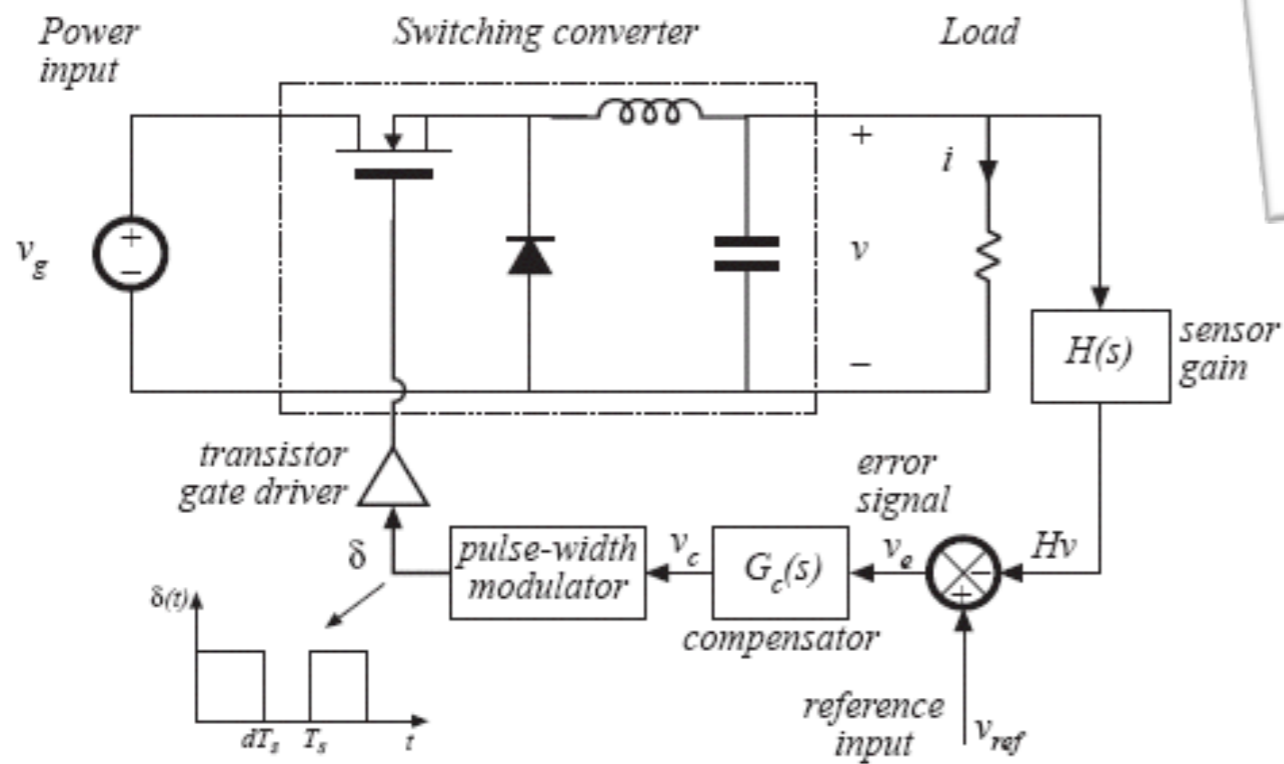 Power
input
Switching converter
Load
+
i
v_g
+
−
v
−
H(s)
sensor
gain
transistor
gate driver
error
signal
δ
pulse-width
modulator
v_c
G_c(s)
v_e
−
+
Hv
compensator
δ(t)
dT_s
T_s
t
reference
input
v_ref